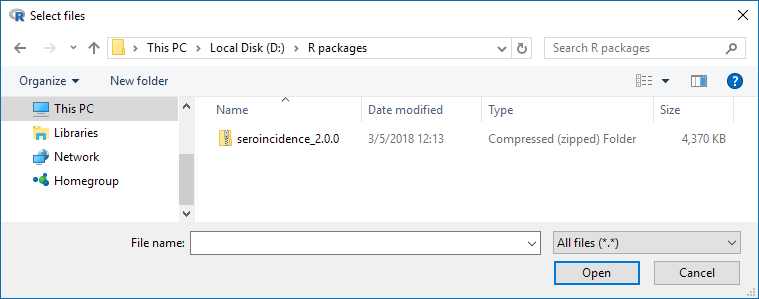 Select files
This PC > Local Disk (D:) > R packages
Search R packages
Organize
New folder
?
This PC
Libraries
Network
Homegroup
Name
Date modified
Type
Size
seroincidence_2.0.0
3/5/2018 12:13
Compressed (zipped) Folder
4,370 KB
File name:
All files (*.*)
Open
Cancel